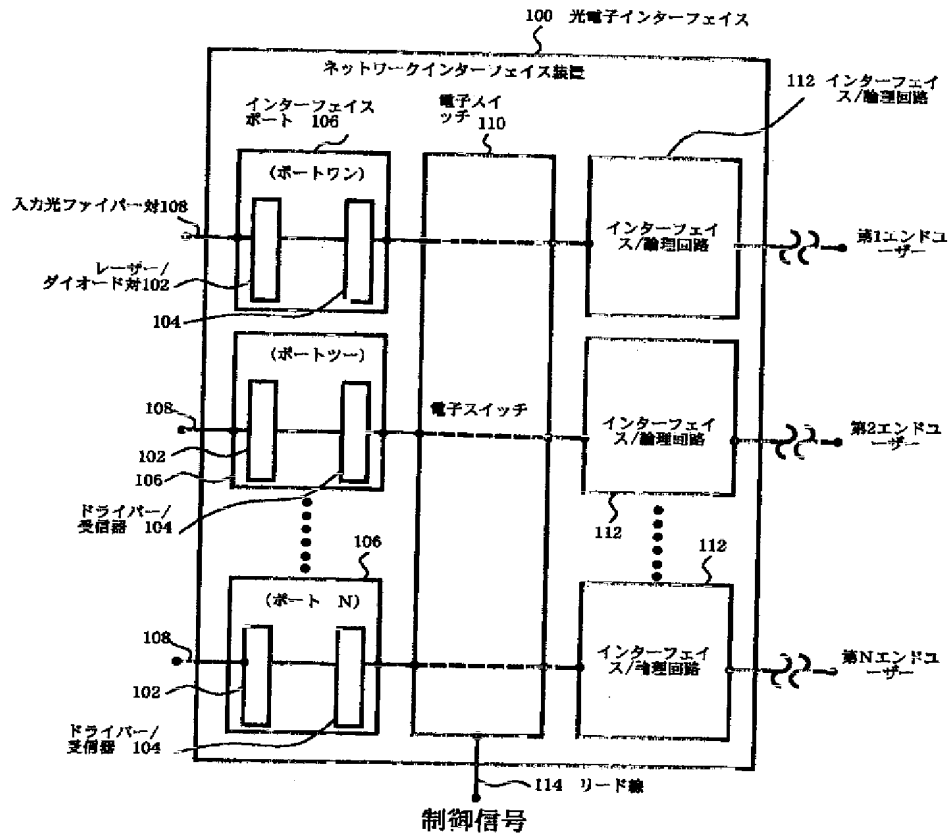 100 光電子インターフェイス
ネットワークインターフェイス装置
インターフェイス
ポート 106
電子スイ
ッチ
110
112 インターフェイ
ス/論理回路
(ポートワン)
入力光ファイバー対108
レーザー/
ダイオード対102
104
インターフェイ
ス/論理回路
第1エンドユ
ーザー
(ポートツー)
108
102
106
電子スイッチ
インターフェイ
ス/論理回路
第2エンドユ
ーザー
ドライバー/
受信器 104
112
106
112
(ポート N)
108
102
インターフェイ
ス/論理回路
第Nエンドユ
ーザー
ドライバー/
受信器 104
114 リード線
制御信号